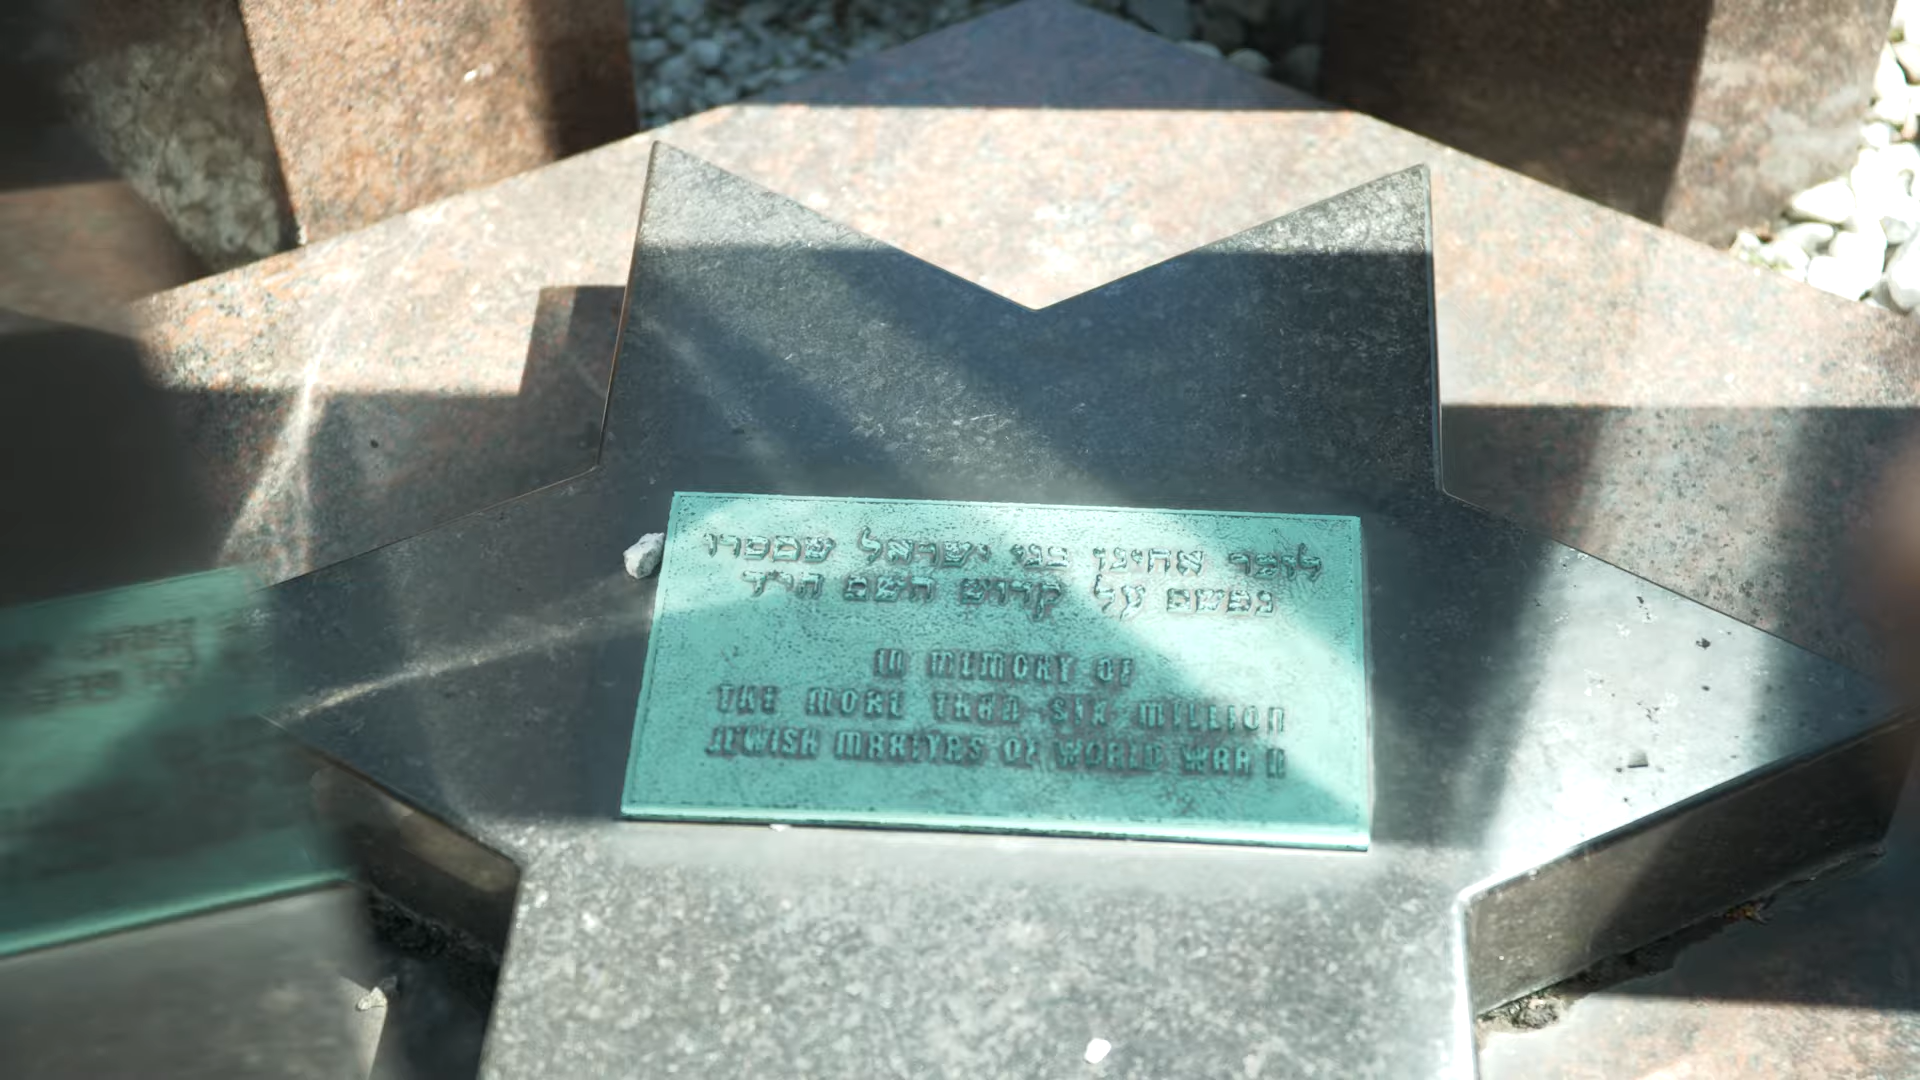 לזכר אחינו בני ישראל שמסרו
נפשם על קדוש השם הי״ד
IN MEMORY OF
THE MORE THAN SIX MILLION
JEWISH MARTYRS OF WORLD WAR II